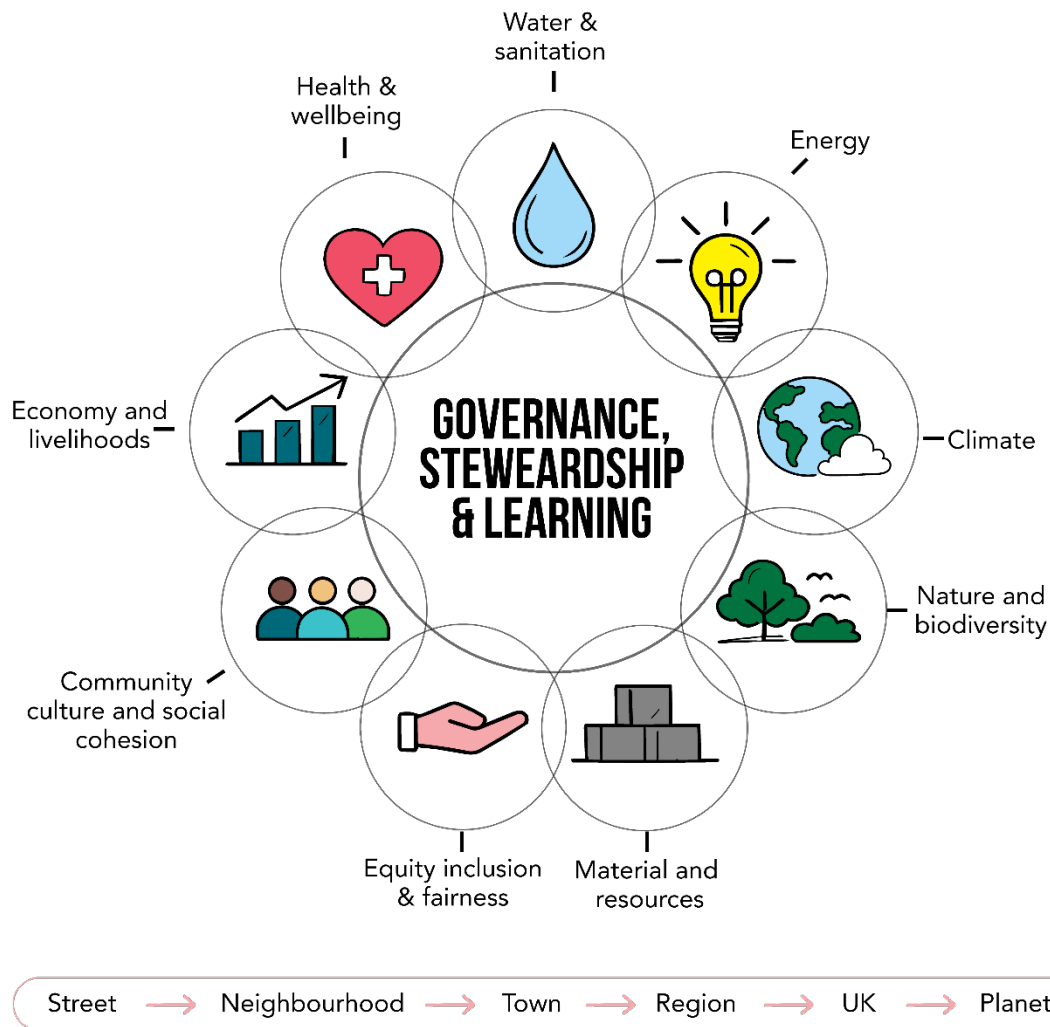 Water &
sanitation
Health &
wellbeing
Energy
Economy and
livelihoods
GOVERNANCE,
STEWEARDSHIP
& LEARNING
Climate
Nature and
biodiversity
Community
culture and social
cohesion
Equity inclusion
& fairness
Material and
resources
Street → Neighbourhood → Town → Region → UK → Planet